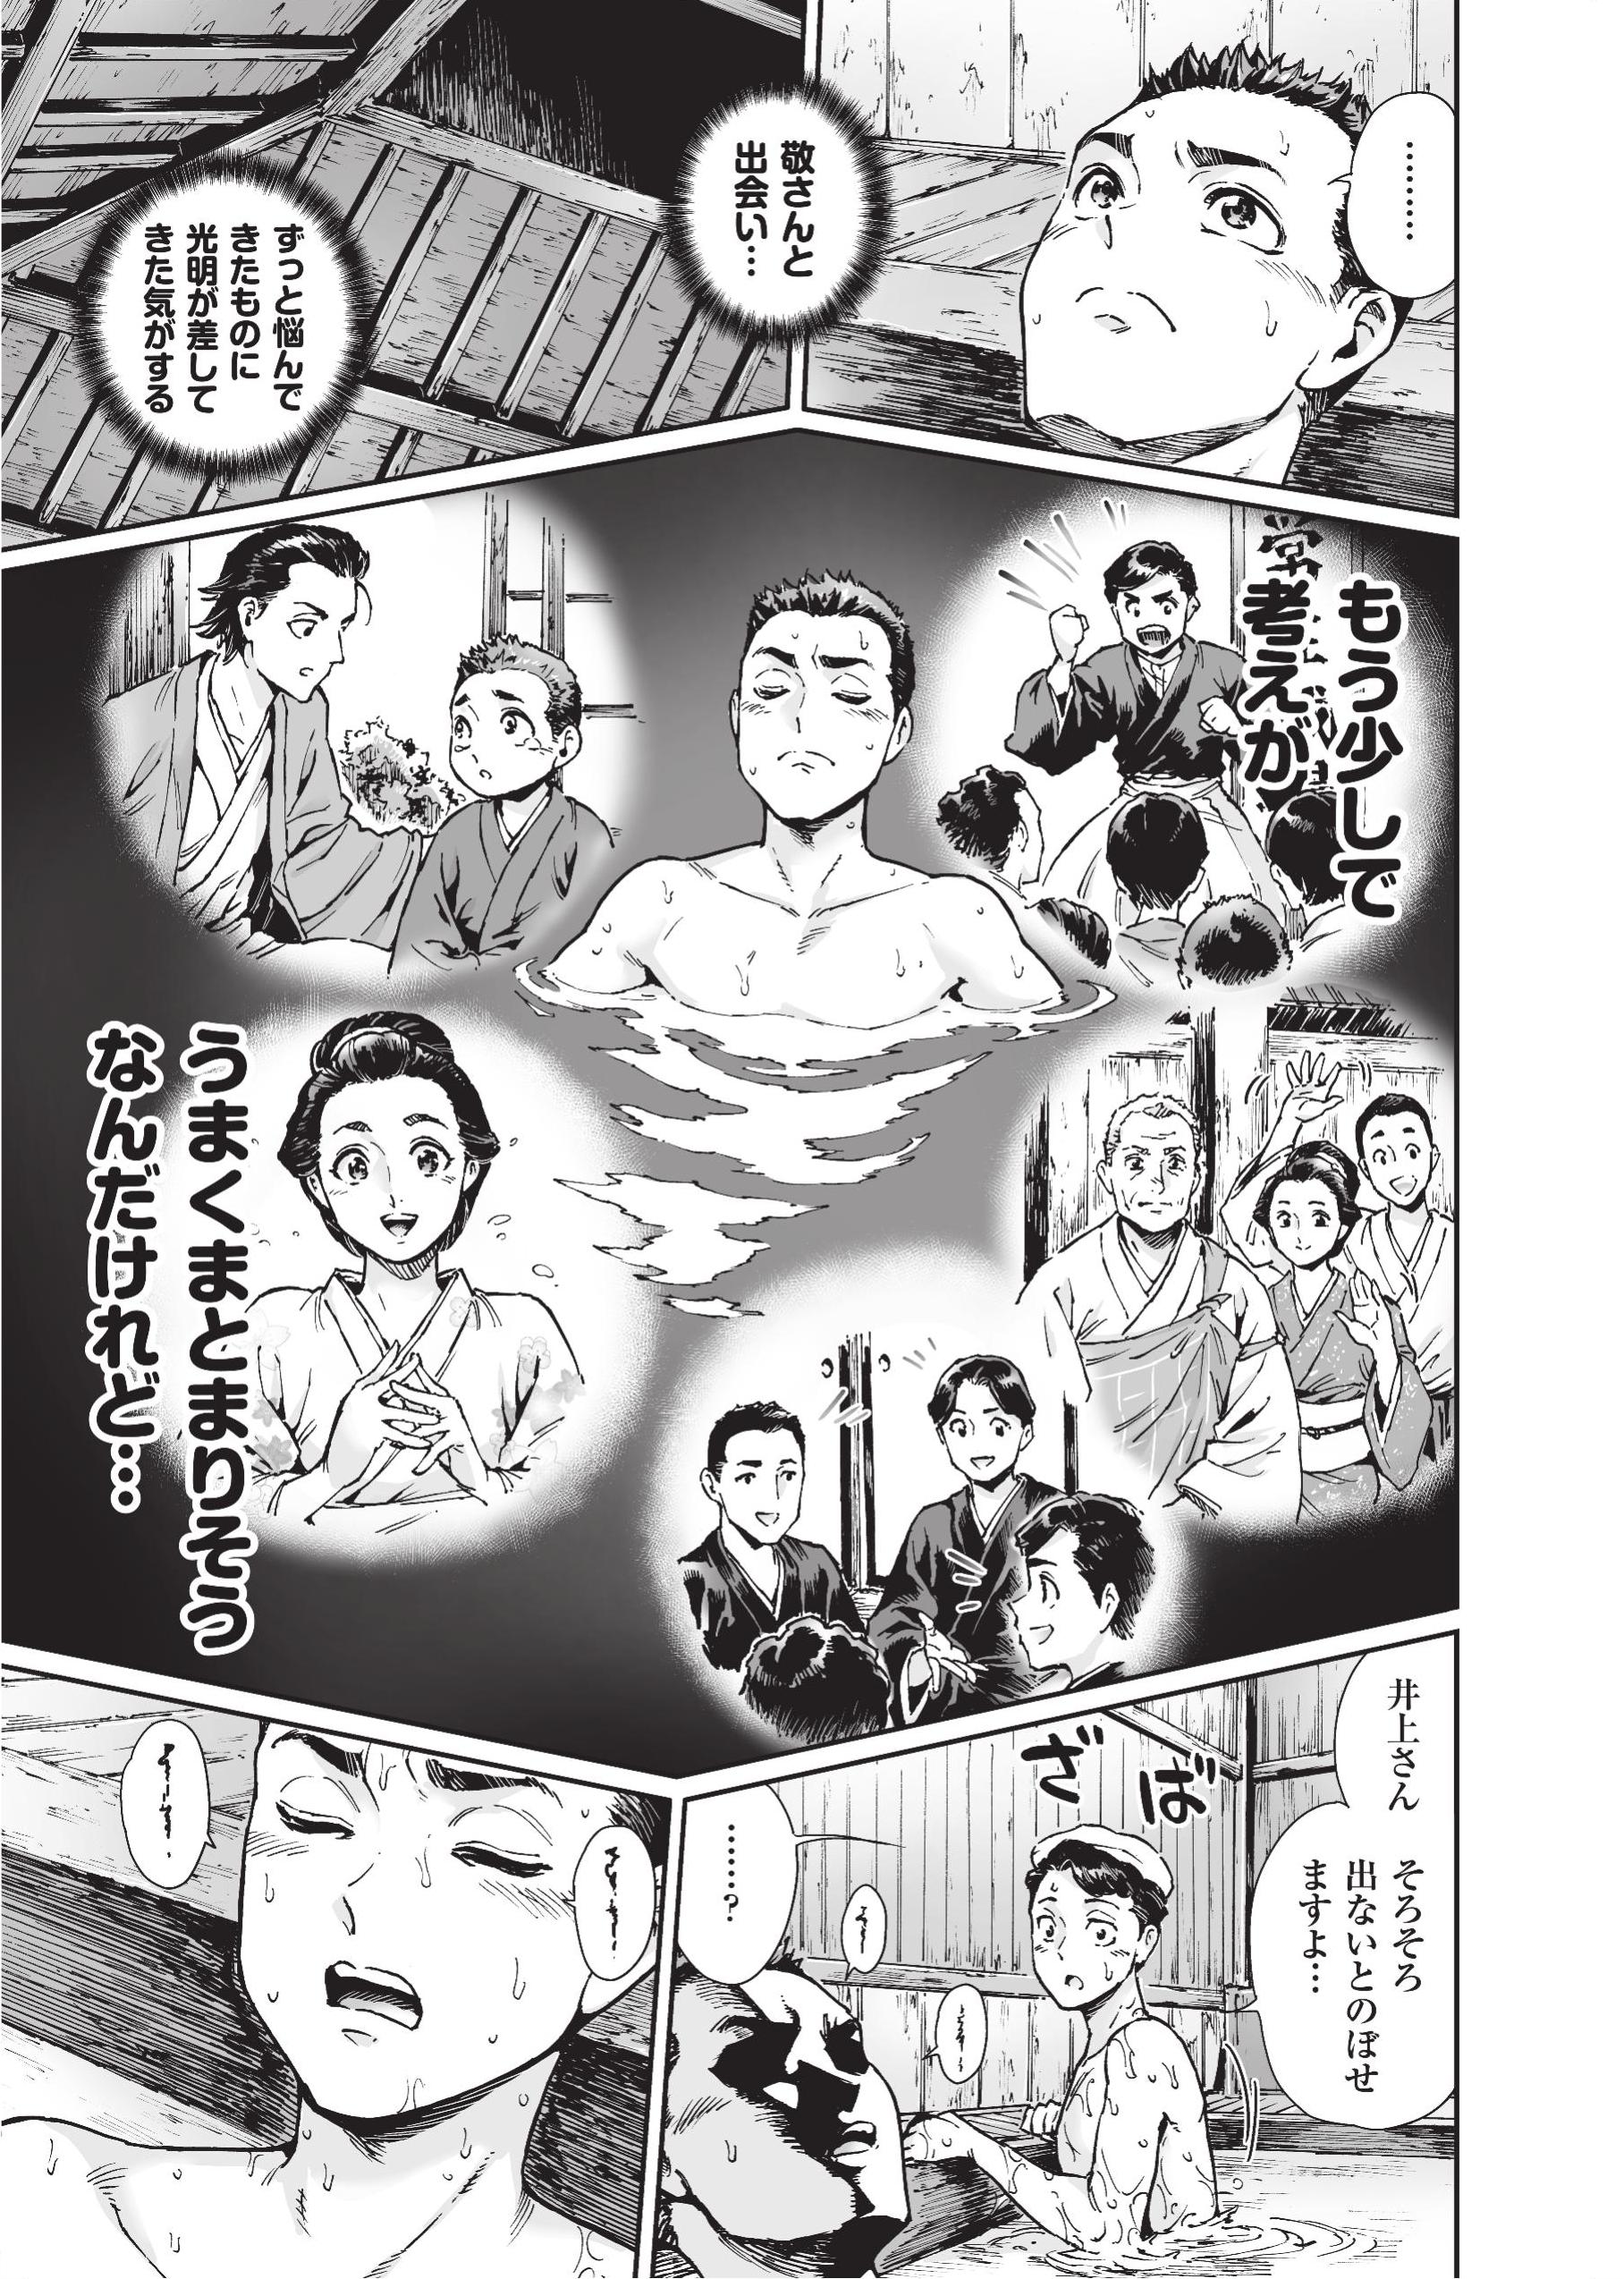 ………
敬さんと
出会い…
ずっと悩んで
きたものに
光明が差して
きた気がする
もう少しで
考えが
うまくまとまりそう
なんだけれど…
井上さん
そろそろ
出ないとのぼせ
ますよ…
ざば
……?